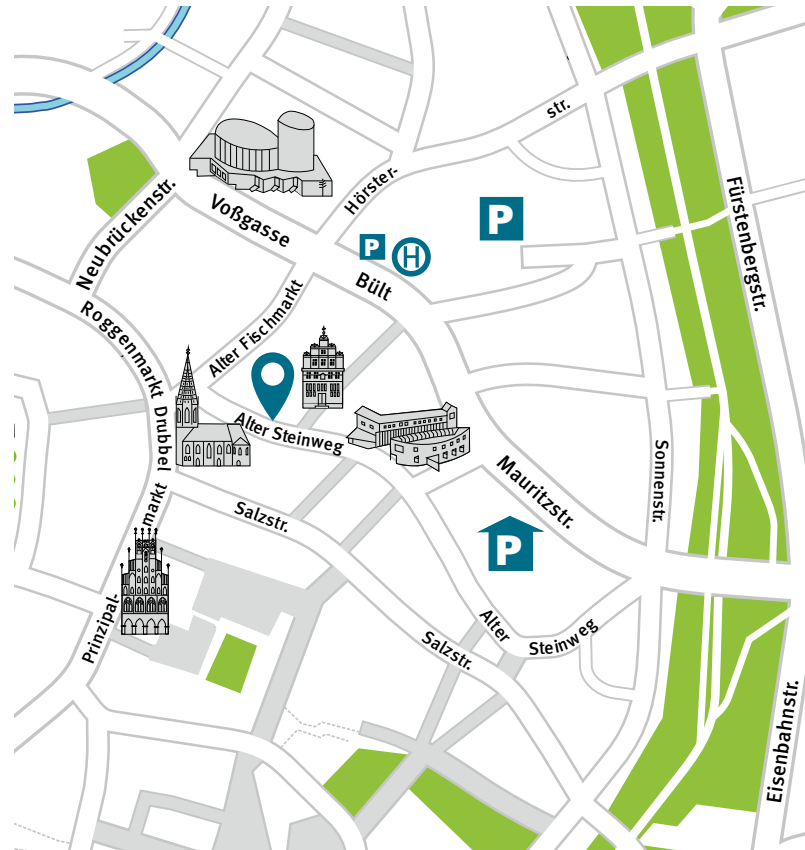 str.
Hörster-
Neubrückenstr.
Voßgasse
P
P
H
Fürstenbergstr.
Bült
Roggenmarkt
Alter Fischmarkt
Drubbel
Alter Steinweg
Mauritzstr.
Sonnenstr.
Salzstr.
P
Prinzipal-
markt
Alter
Steinweg
Salzstr.
Eisenbahnstr.